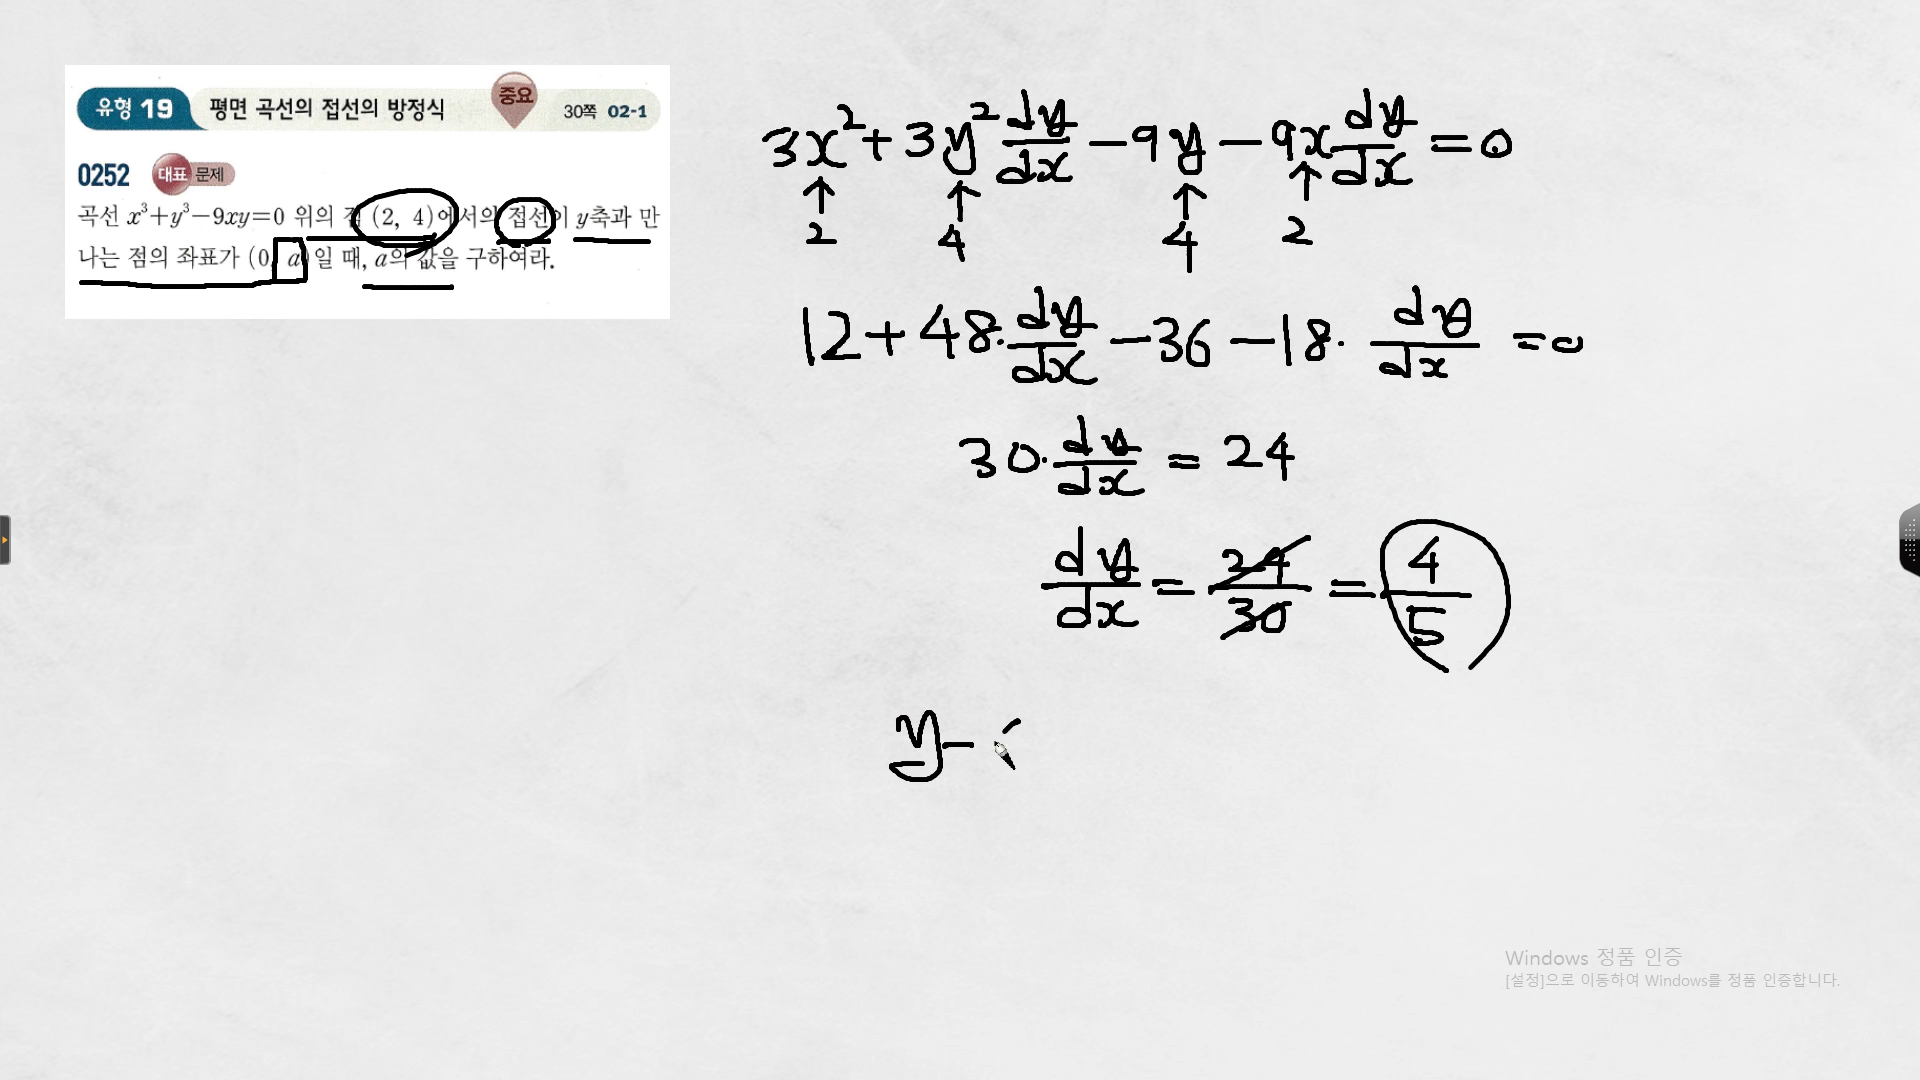 유형 19 평면 곡선의 접선의 방정식 중요 30쪽 02-1
0252 대표 문제
곡선 x³+y³−9xy=0 위의 점 (2, 4)에서의 접선이 y축과 만
나는 점의 좌표가 (0, a)일 때, a의 값을 구하여라.
3x² + 3y² dy/dx − 9y − 9x dy/dx = 0
↑ ↑ ↑ ↑
2 4 4 2
12 + 48· dy/dx − 36 − 18· dy/dx = 0
30· dy/dx = 24
dy/dx = 24/30 = 4/5
y −
Windows 정품 인증
[설정]으로 이동하여 Windows를 정품 인증합니다.